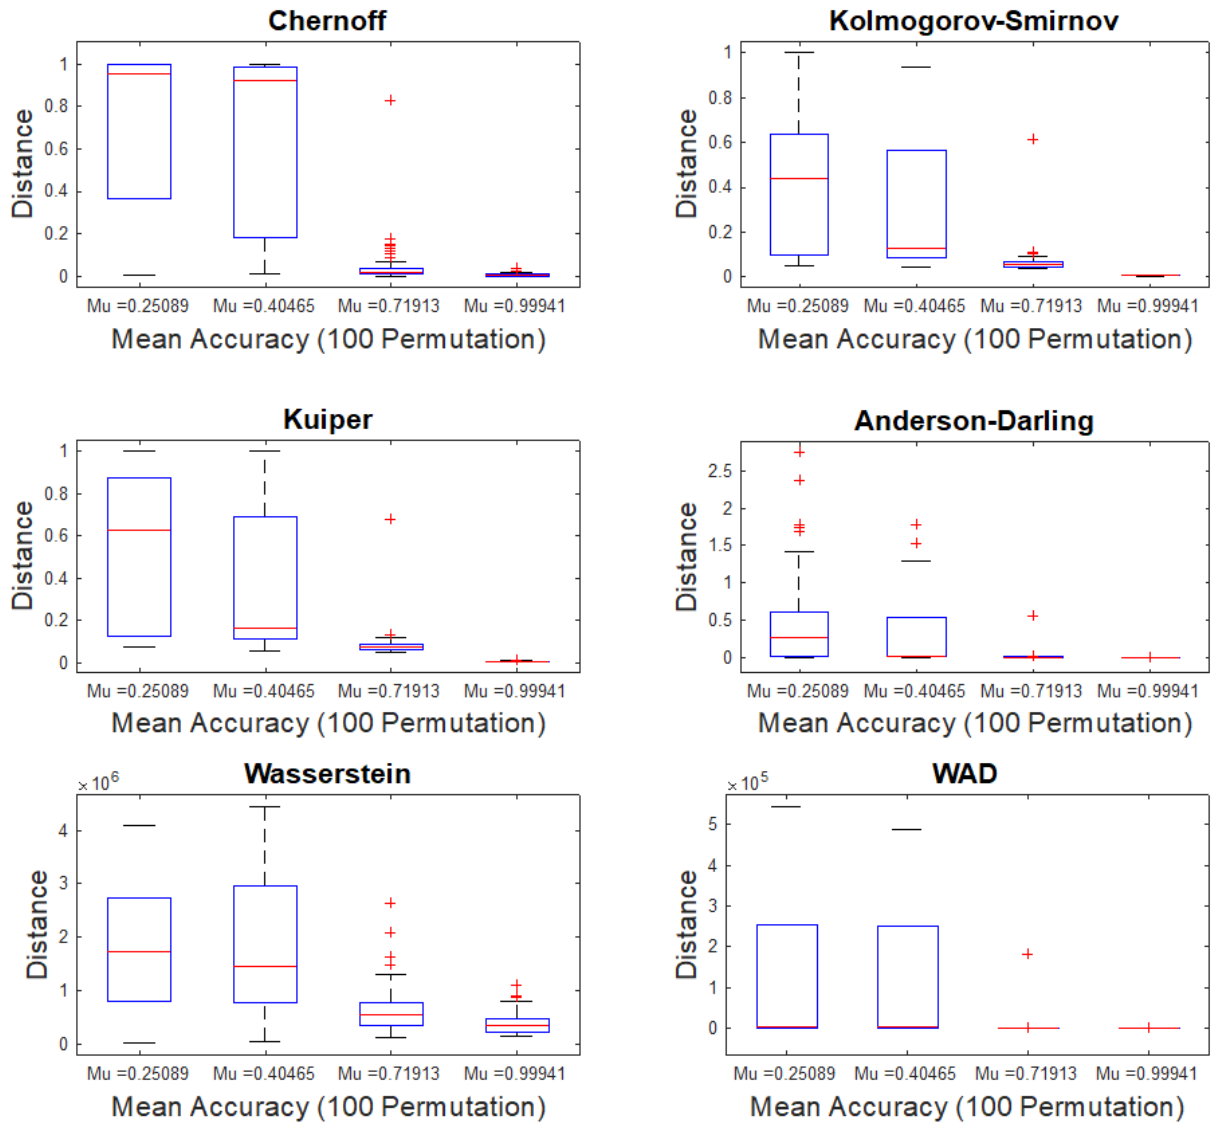 Chernoff
Distance
1
0.8
0.6
0.4
0.2
0
Mu =0.25089 Mu =0.40465 Mu =0.71913 Mu =0.99941
Mean Accuracy (100 Permutation)
Kolmogorov-Smirnov
Distance
1
0.8
0.6
0.4
0.2
0
Mu =0.25089 Mu =0.40465 Mu =0.71913 Mu =0.99941
Mean Accuracy (100 Permutation)
Kuiper
Distance
1
0.8
0.6
0.4
0.2
0
Mu =0.25089 Mu =0.40465 Mu =0.71913 Mu =0.99941
Mean Accuracy (100 Permutation)
Anderson-Darling
Distance
2.5
2
1.5
1
0.5
0
Mu =0.25089 Mu =0.40465 Mu =0.71913 Mu =0.99941
Mean Accuracy (100 Permutation)
Wasserstein
×10⁶
Distance
4
3
2
1
0
Mu =0.25089 Mu =0.40465 Mu =0.71913 Mu =0.99941
Mean Accuracy (100 Permutation)
WAD
×10⁵
Distance
5
4
3
2
1
0
Mu =0.25089 Mu =0.40465 Mu =0.71913 Mu =0.99941
Mean Accuracy (100 Permutation)